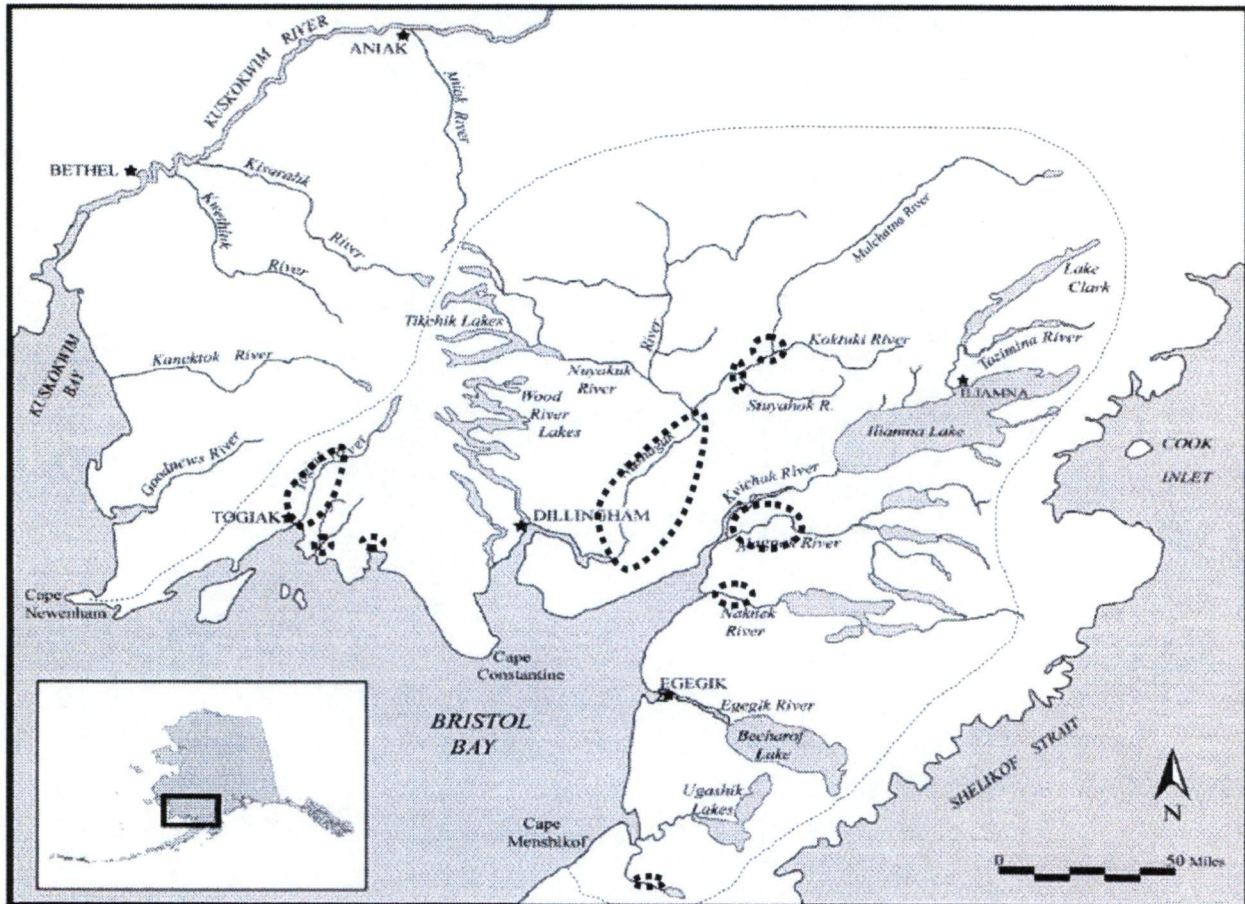 KUSKOKWIM RIVER
ANIAK
Aniak River
BETHEL
Kisaralik
River
Kwethluk
River
Mulchatna River
Lake
Clark
Tikchik Lakes
Kanektok River
KUSKOKWIM
BAY
Nuyakuk
River
River
Koktuki River
Tazimina River
ILIAMNA
Wood
River
Lakes
Stuyahok R.
Iliamna Lake
COOK
INLET
Goodnews River
River
Kvichak River
TOGIAK
DILLINGHAM
River
Cape
Newenham
Naknek
River
Cape
Constantine
EGEGIK
Egegik River
Becharof
Lake
BRISTOL
BAY
SHELIKOF STRAIT
Ugashik
Lakes
Cape
Menshikof
N
0
50 Miles